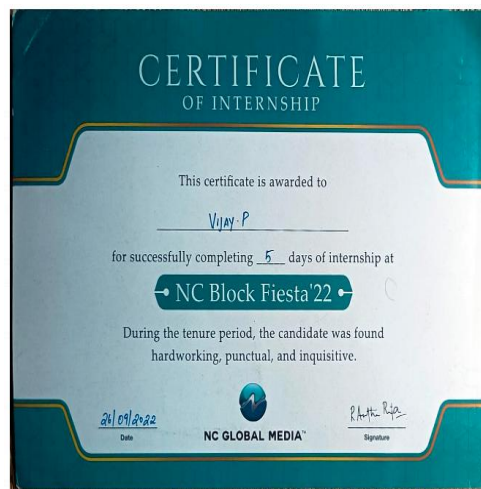 CERTIFICATE
OF INTERNSHIP
This certificate is awarded to
VIJAY. P
for successfully completing 5 days of internship at
NC Block Fiesta'22
During the tenure period, the candidate was found
hardworking, punctual, and inquisitive.
26/09/2022
Date
NC GLOBAL MEDIA™
Signature